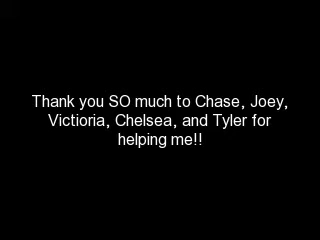 Thank you SO much to Chase, Joey,
Victioria, Chelsea, and Tyler for
helping me!!